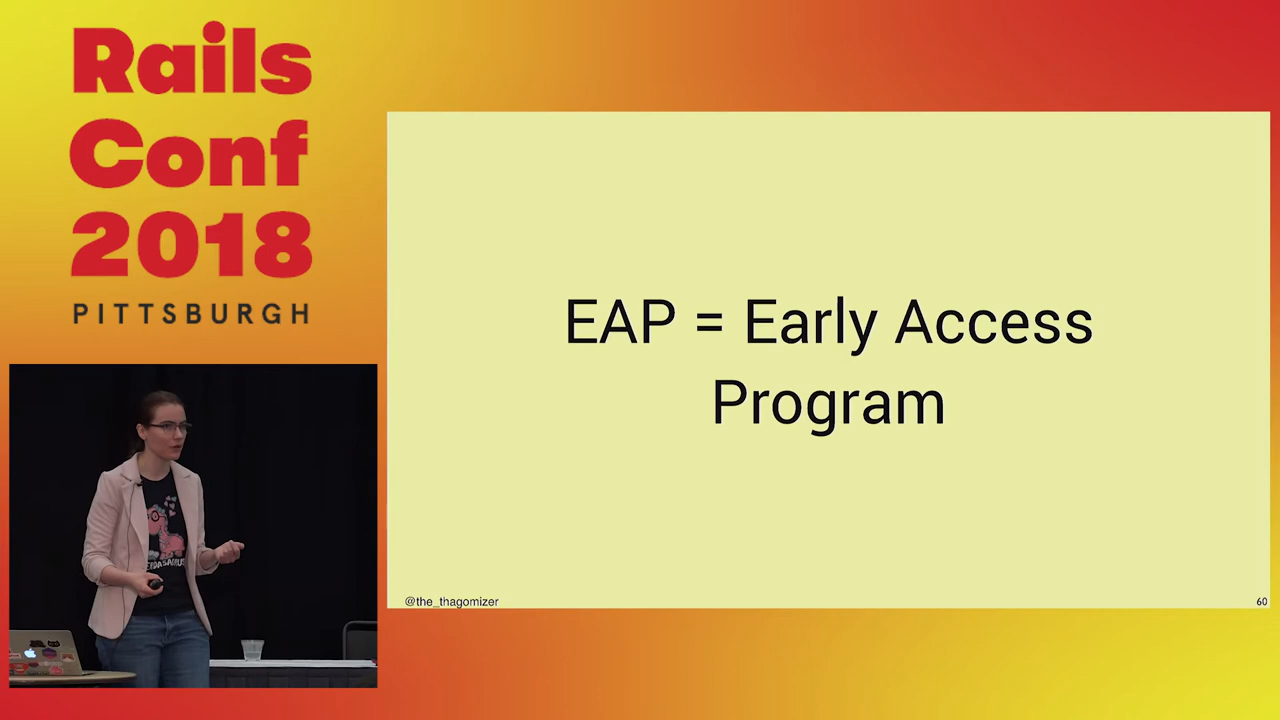 Rails
Conf
2018
PITTSBURGH
EAP = Early Access
Program
@the_thagomizer
60